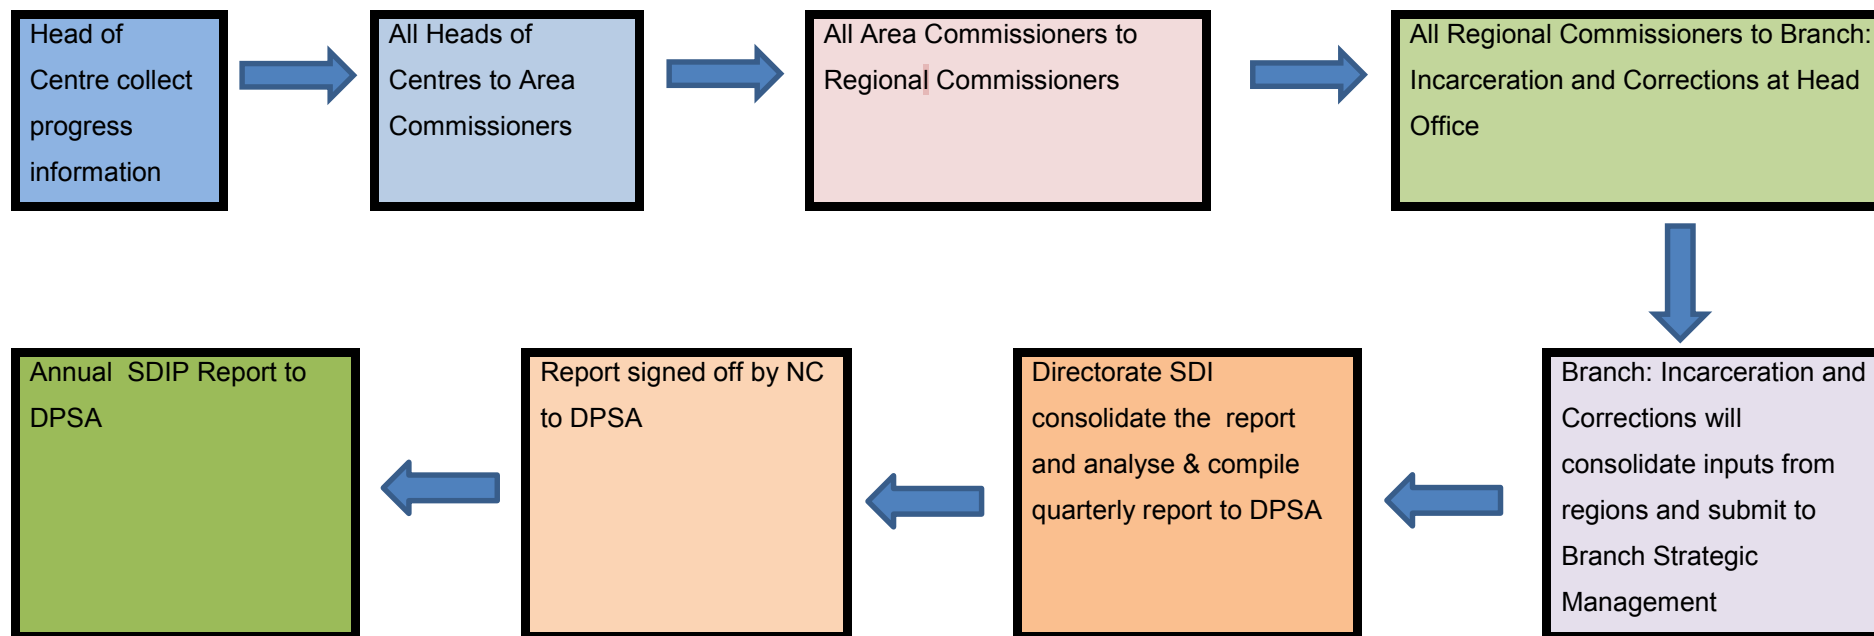 Head of
Centre collect
progress
information
All Heads of
Centres to Area
Commissioners
All Area Commissioners to
Regional Commissioners
All Regional Commissioners to Branch:
Incarceration and Corrections at Head
Office
Branch: Incarceration and
Corrections will
consolidate inputs from
regions and submit to
Branch Strategic
Management
Directorate SDI
consolidate the report
and analyse & compile
quarterly report to DPSA
Report signed off by NC
to DPSA
Annual SDIP Report to
DPSA